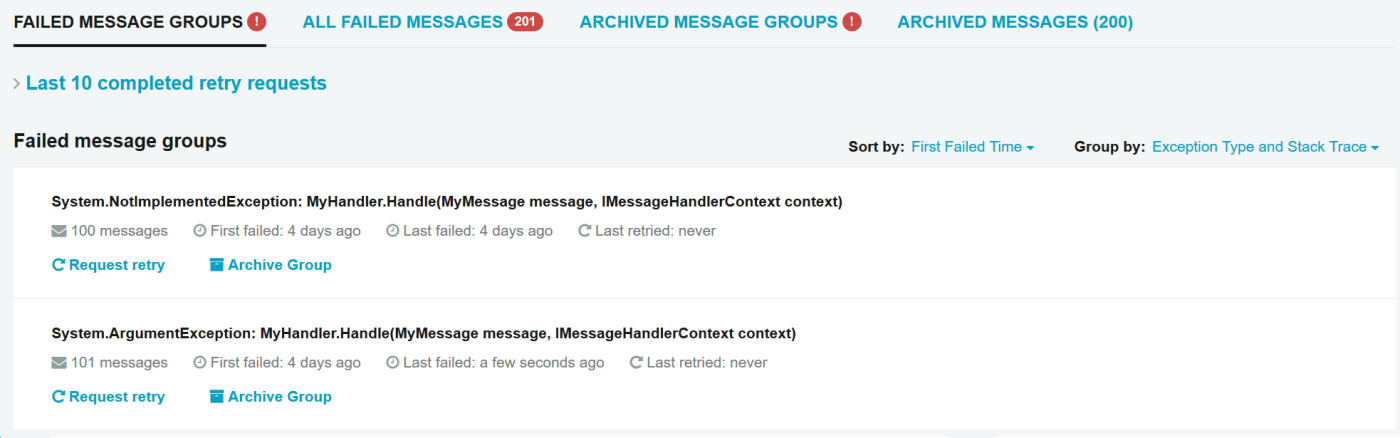 FAILED MESSAGE GROUPS ! ALL FAILED MESSAGES 201 ARCHIVED MESSAGE GROUPS ! ARCHIVED MESSAGES (200)
Last 10 completed retry requests
Failed message groups Sort by: First Failed Time Group by: Exception Type and Stack Trace
System.NotImplementedException: MyHandler.Handle(MyMessage message, IMessageHandlerContext context)
100 messages First failed: 4 days ago Last failed: 4 days ago Last retried: never
Request retry Archive Group
System.ArgumentException: MyHandler.Handle(MyMessage message, IMessageHandlerContext context)
101 messages First failed: 4 days ago Last failed: a few seconds ago Last retried: never
Request retry Archive Group